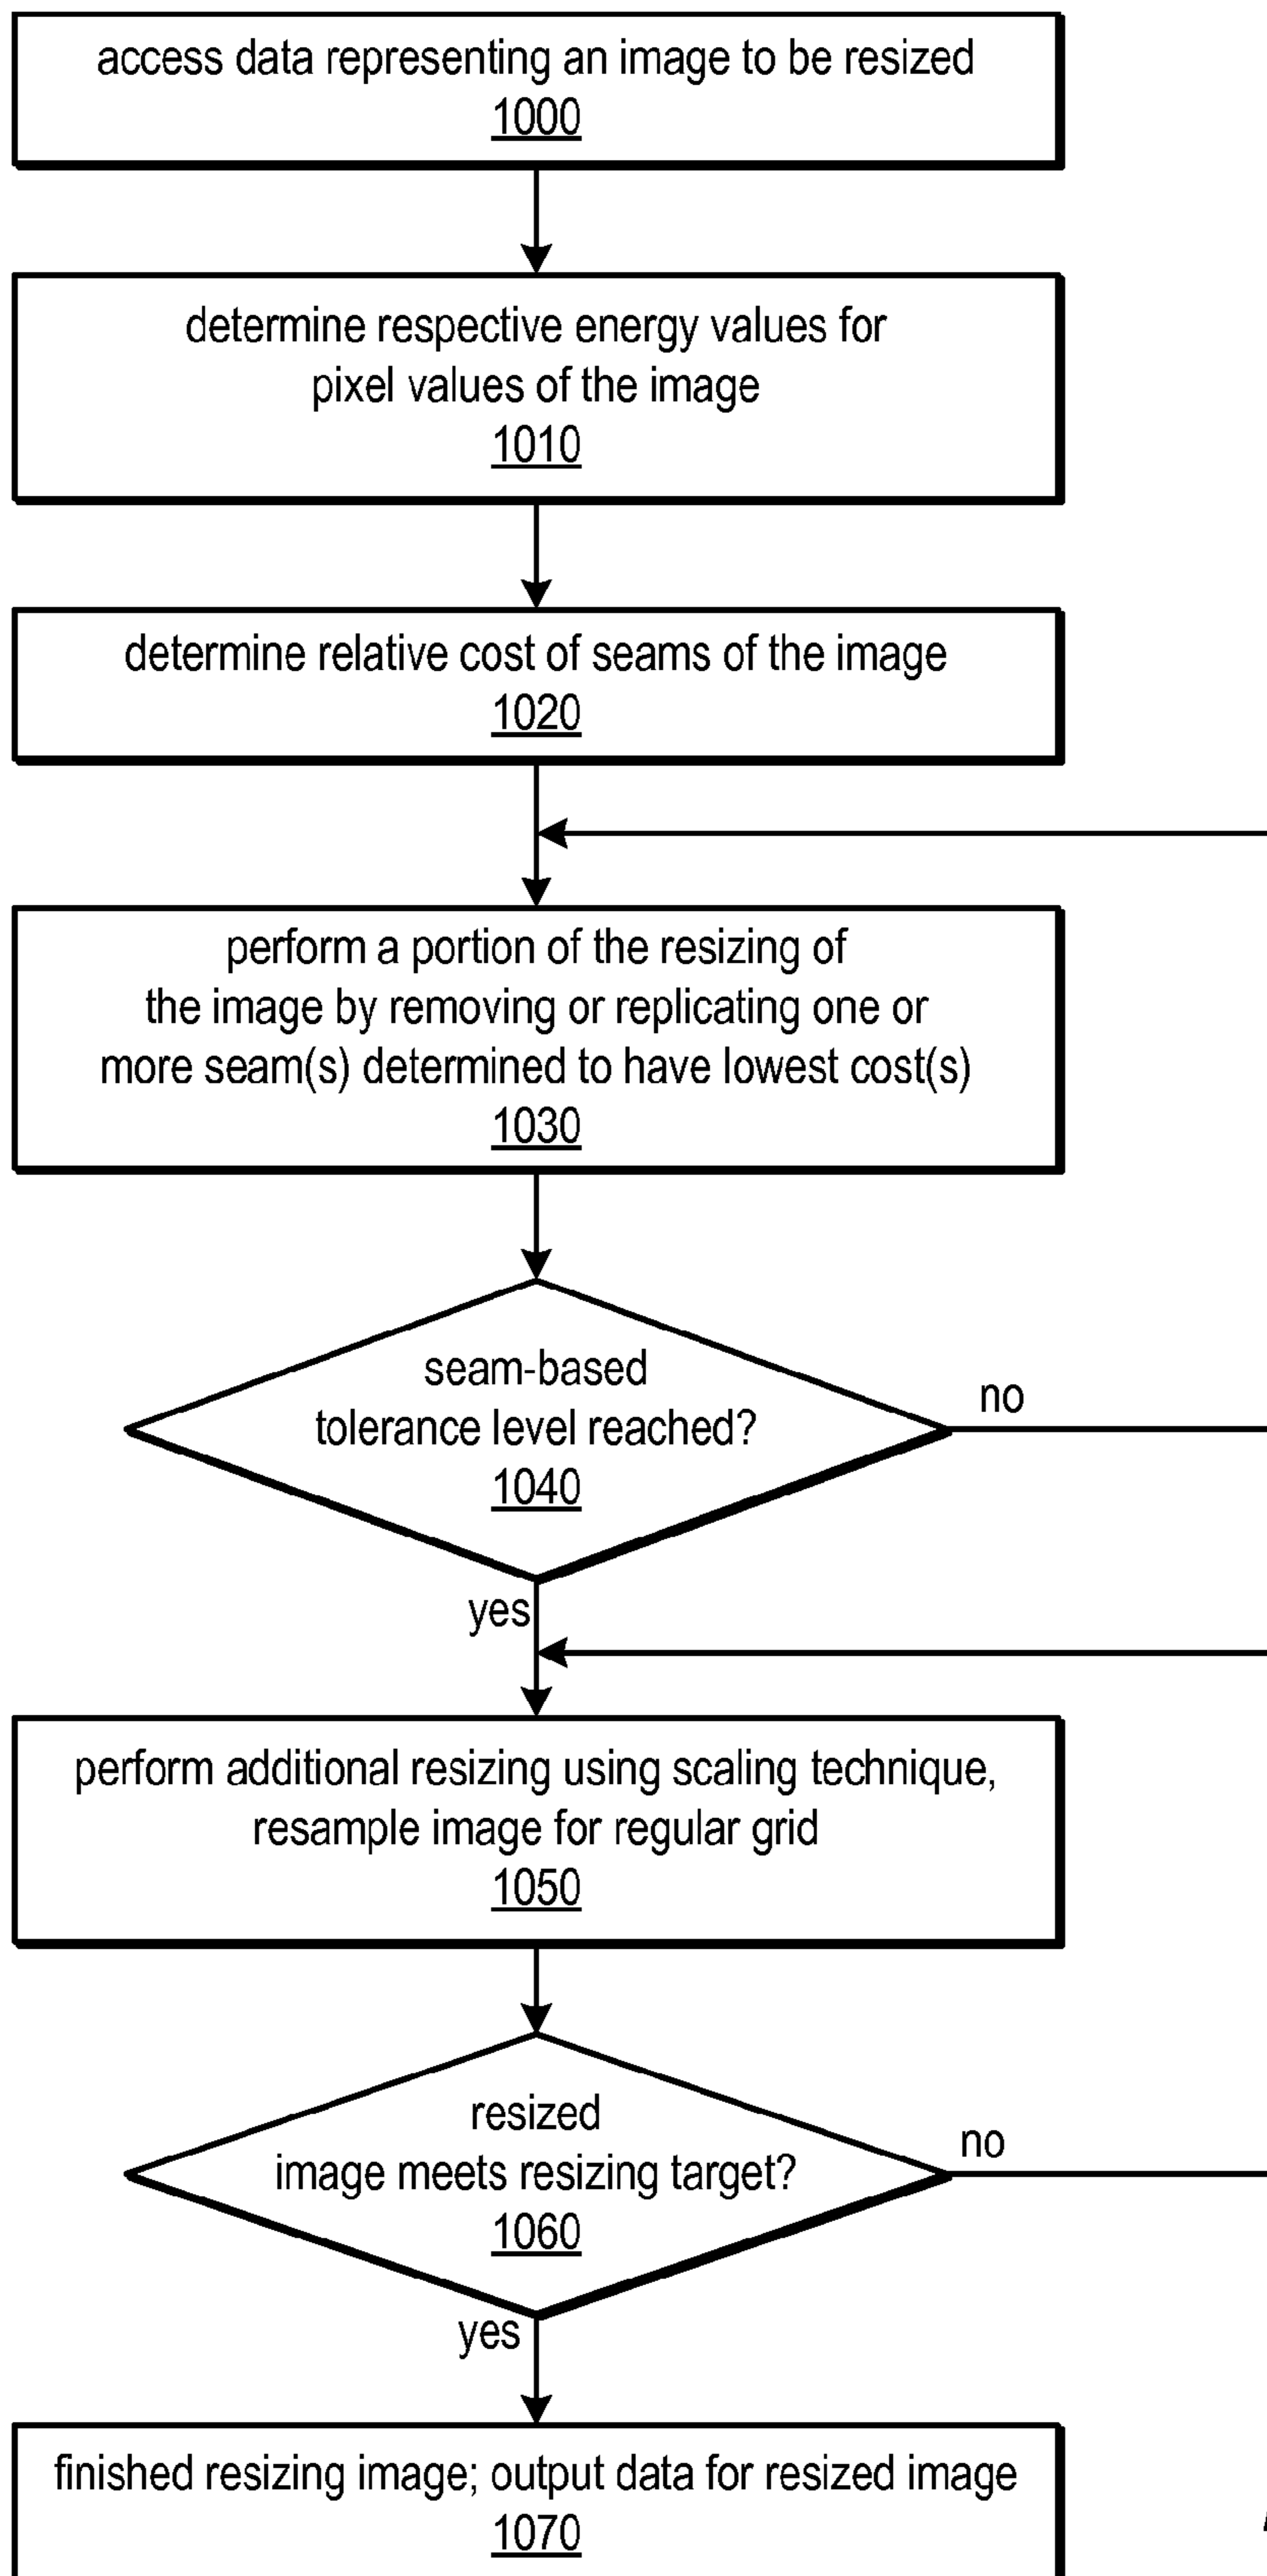 access data representing an image to be resized
1000
determine respective energy values for
pixel values of the image
1010
determine relative cost of seams of the image
1020
perform a portion of the resizing of
the image by removing or replicating one or
more seam(s) determined to have lowest cost(s)
1030
seam-based
tolerance level reached?
1040
no
yes
perform additional resizing using scaling technique,
resample image for regular grid
1050
resized
image meets resizing target?
1060
no
yes
finished resizing image; output data for resized image
1070